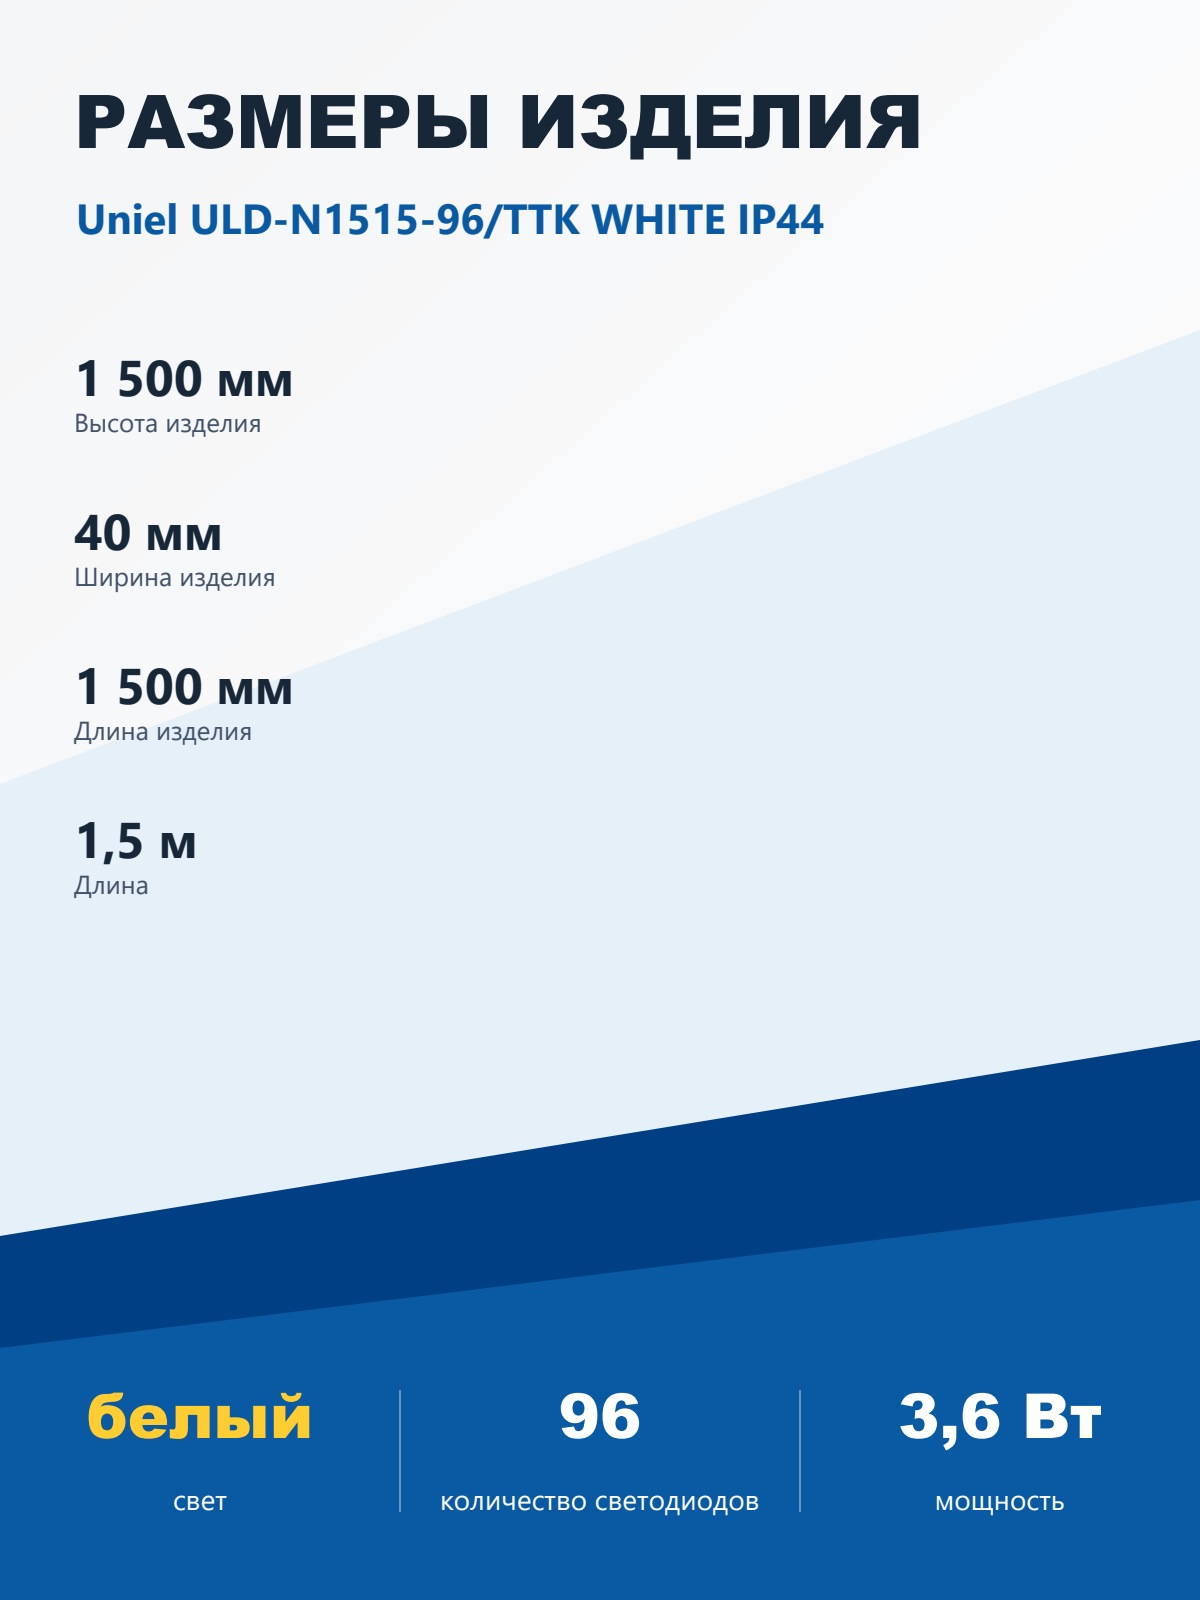 РАЗМЕРЫ ИЗДЕЛИЯ
Uniel ULD-N1515-96/TTK WHITE IP44
1 500 мм
Высота изделия
40 мм
Ширина изделия
1 500 мм
Длина изделия
1,5 м
Длина
белый
свет
96
количество светодиодов
3,6 Вт
мощность